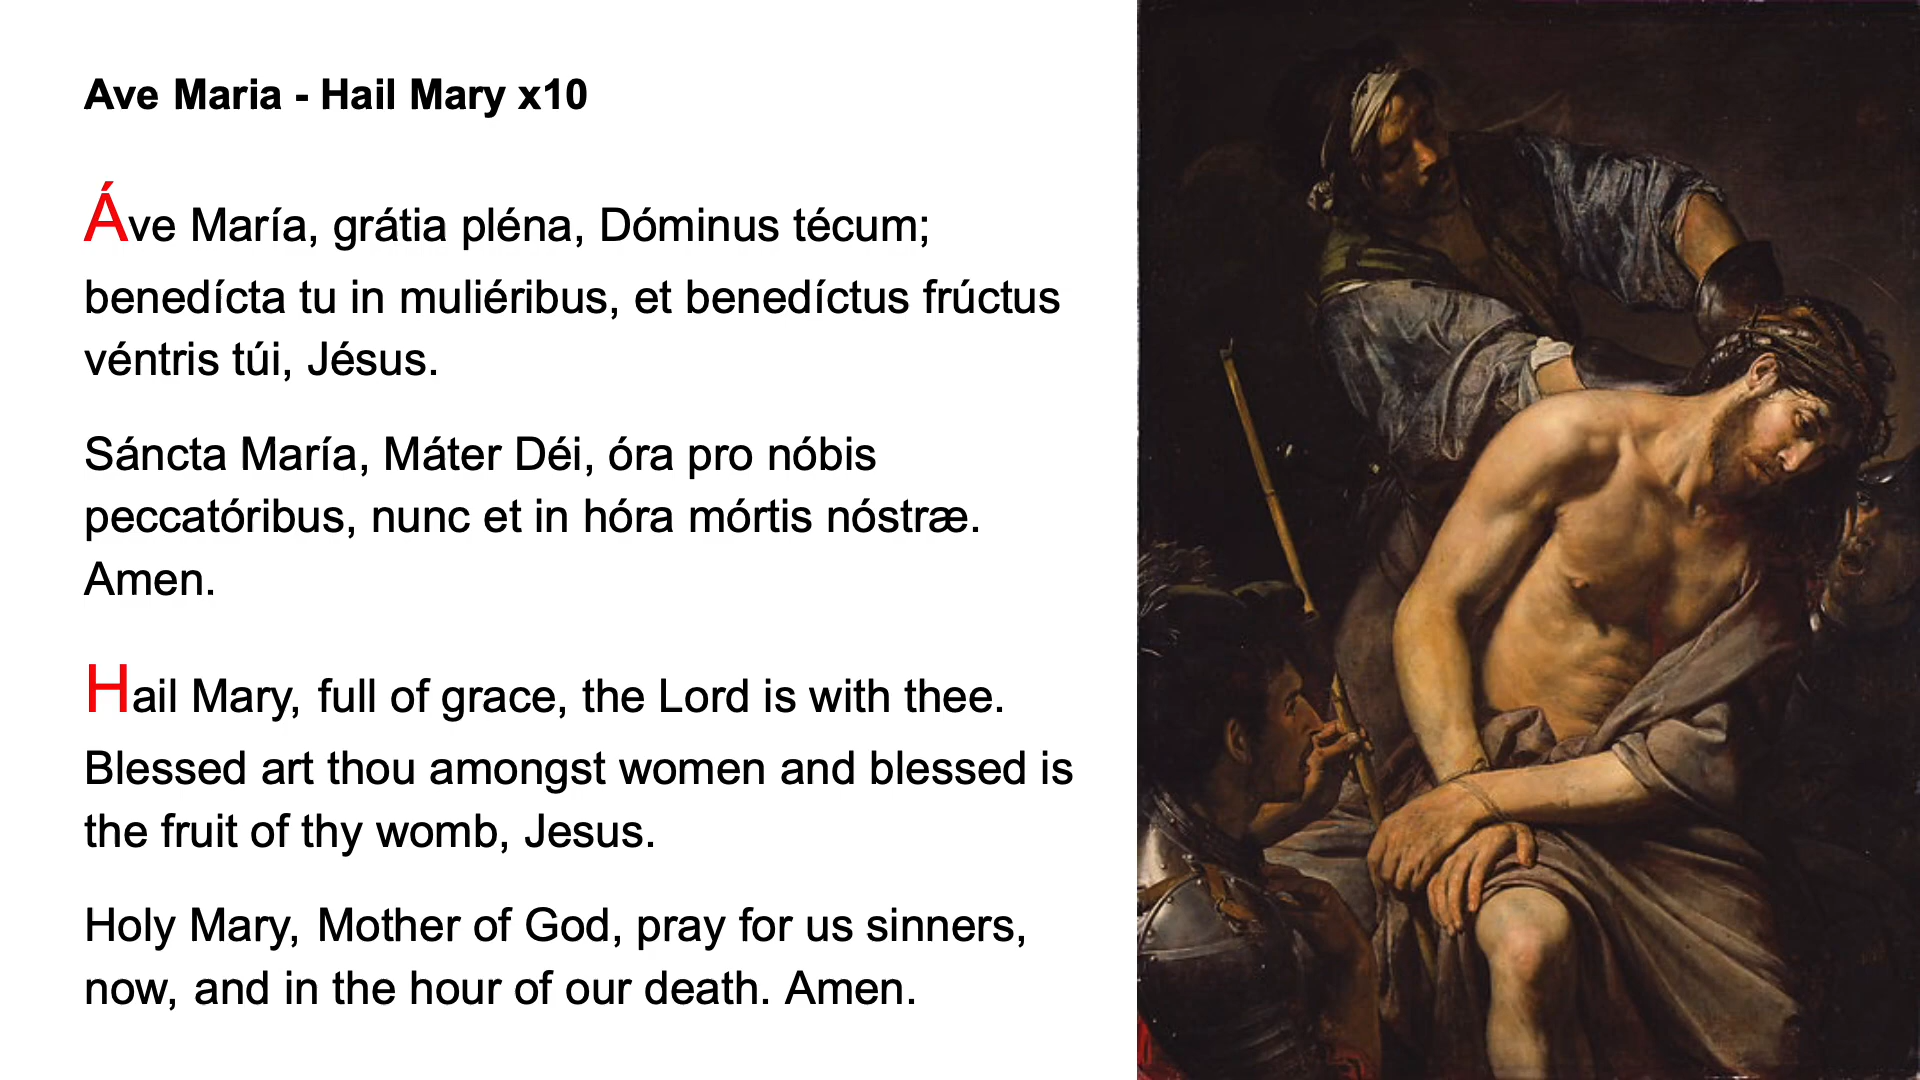 Ave Maria - Hail Mary x10
Áve María, grátia pléna, Dóminus técum;
benedícta tu in muliéribus, et benedíctus frúctus
véntris túi, Jésus.
Sáncta María, Máter Déi, óra pro nóbis
peccatóribus, nunc et in hóra mórtis nóstræ.
Amen.
Hail Mary, full of grace, the Lord is with thee.
Blessed art thou amongst women and blessed is
the fruit of thy womb, Jesus.
Holy Mary, Mother of God, pray for us sinners,
now, and in the hour of our death. Amen.